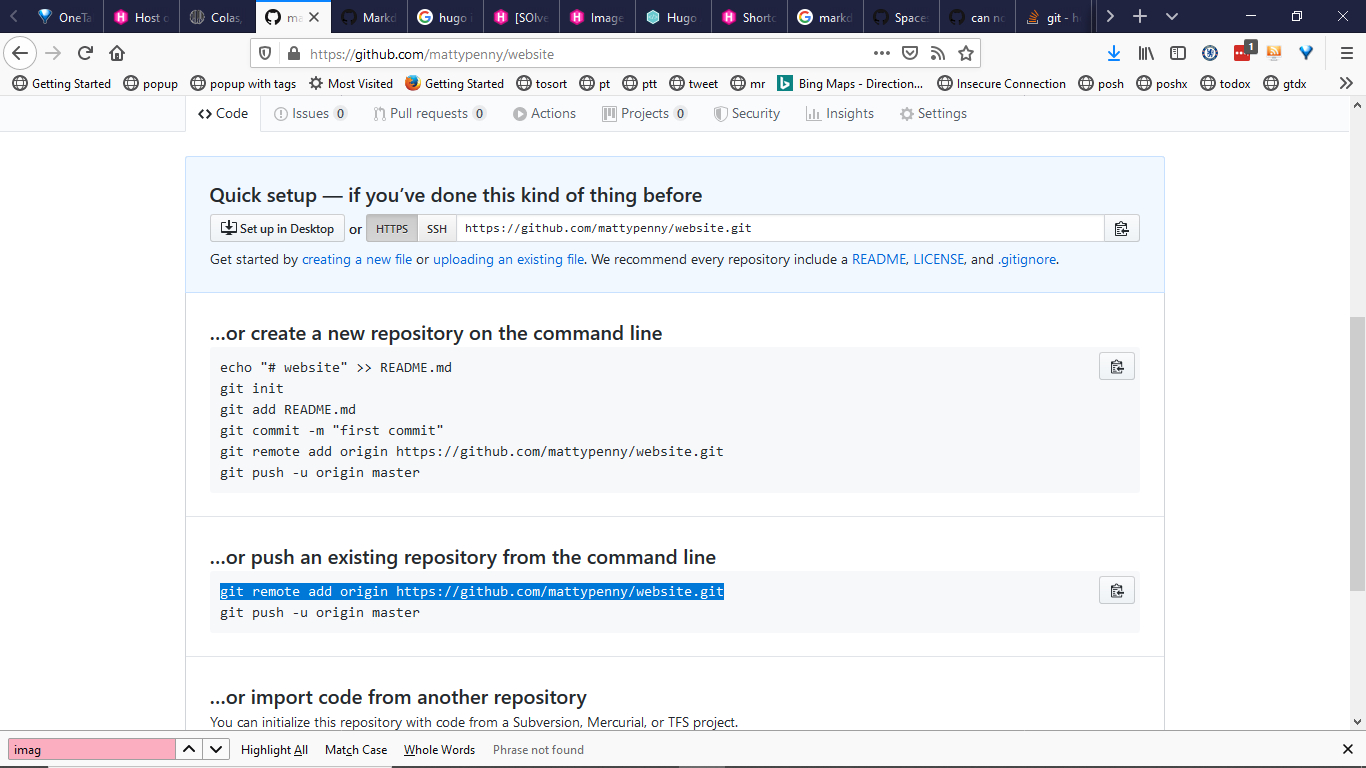 OneTa
Host o
Colas,
ma
Markd
hugo i
[SOlve
Image
Hugo
Shortc
markd
Spaces
can no
git - h
https://github.com/mattypenny/website
1
Getting Started
popup
popup with tags
Most Visited
Getting Started
tosort
pt
ptt
tweet
mr
Bing Maps - Direction...
Insecure Connection
posh
poshx
todox
gtdx
Code
Issues 0
Pull requests 0
Actions
Projects 0
Security
Insights
Settings
Quick setup — if you've done this kind of thing before
Set up in Desktop or HTTPS SSH https://github.com/mattypenny/website.git
Get started by creating a new file or uploading an existing file. We recommend every repository include a README, LICENSE, and .gitignore.
…or create a new repository on the command line
echo "# website" >> README.md
git init
git add README.md
git commit -m "first commit"
git remote add origin https://github.com/mattypenny/website.git
git push -u origin master
…or push an existing repository from the command line
git remote add origin https://github.com/mattypenny/website.git
git push -u origin master
…or import code from another repository
You can initialize this repository with code from a Subversion, Mercurial, or TFS project.
imag
Highlight All
Match Case
Whole Words
Phrase not found